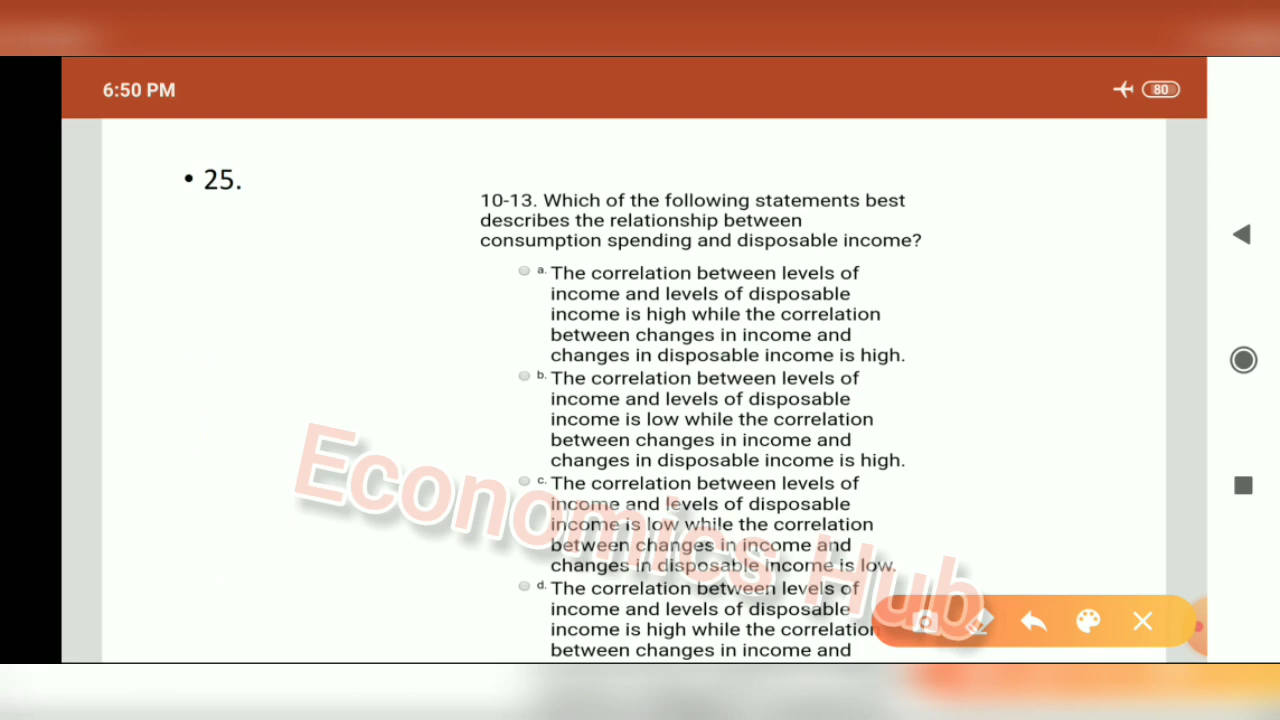 6:50 PM
80
• 25.
10-13. Which of the following statements best
describes the relationship between
consumption spending and disposable income?
a. The correlation between levels of
income and levels of disposable
income is high while the correlation
between changes in income and
changes in disposable income is high.
b. The correlation between levels of
income and levels of disposable
income is low while the correlation
between changes in income and
changes in disposable income is high.
c. The correlation between levels of
income and levels of disposable
income is low while the correlation
between changes in income and
changes in disposable income is low.
d. The correlation between levels of
income and levels of disposable
income is high while the correlation
between changes in income and
Economics Hub